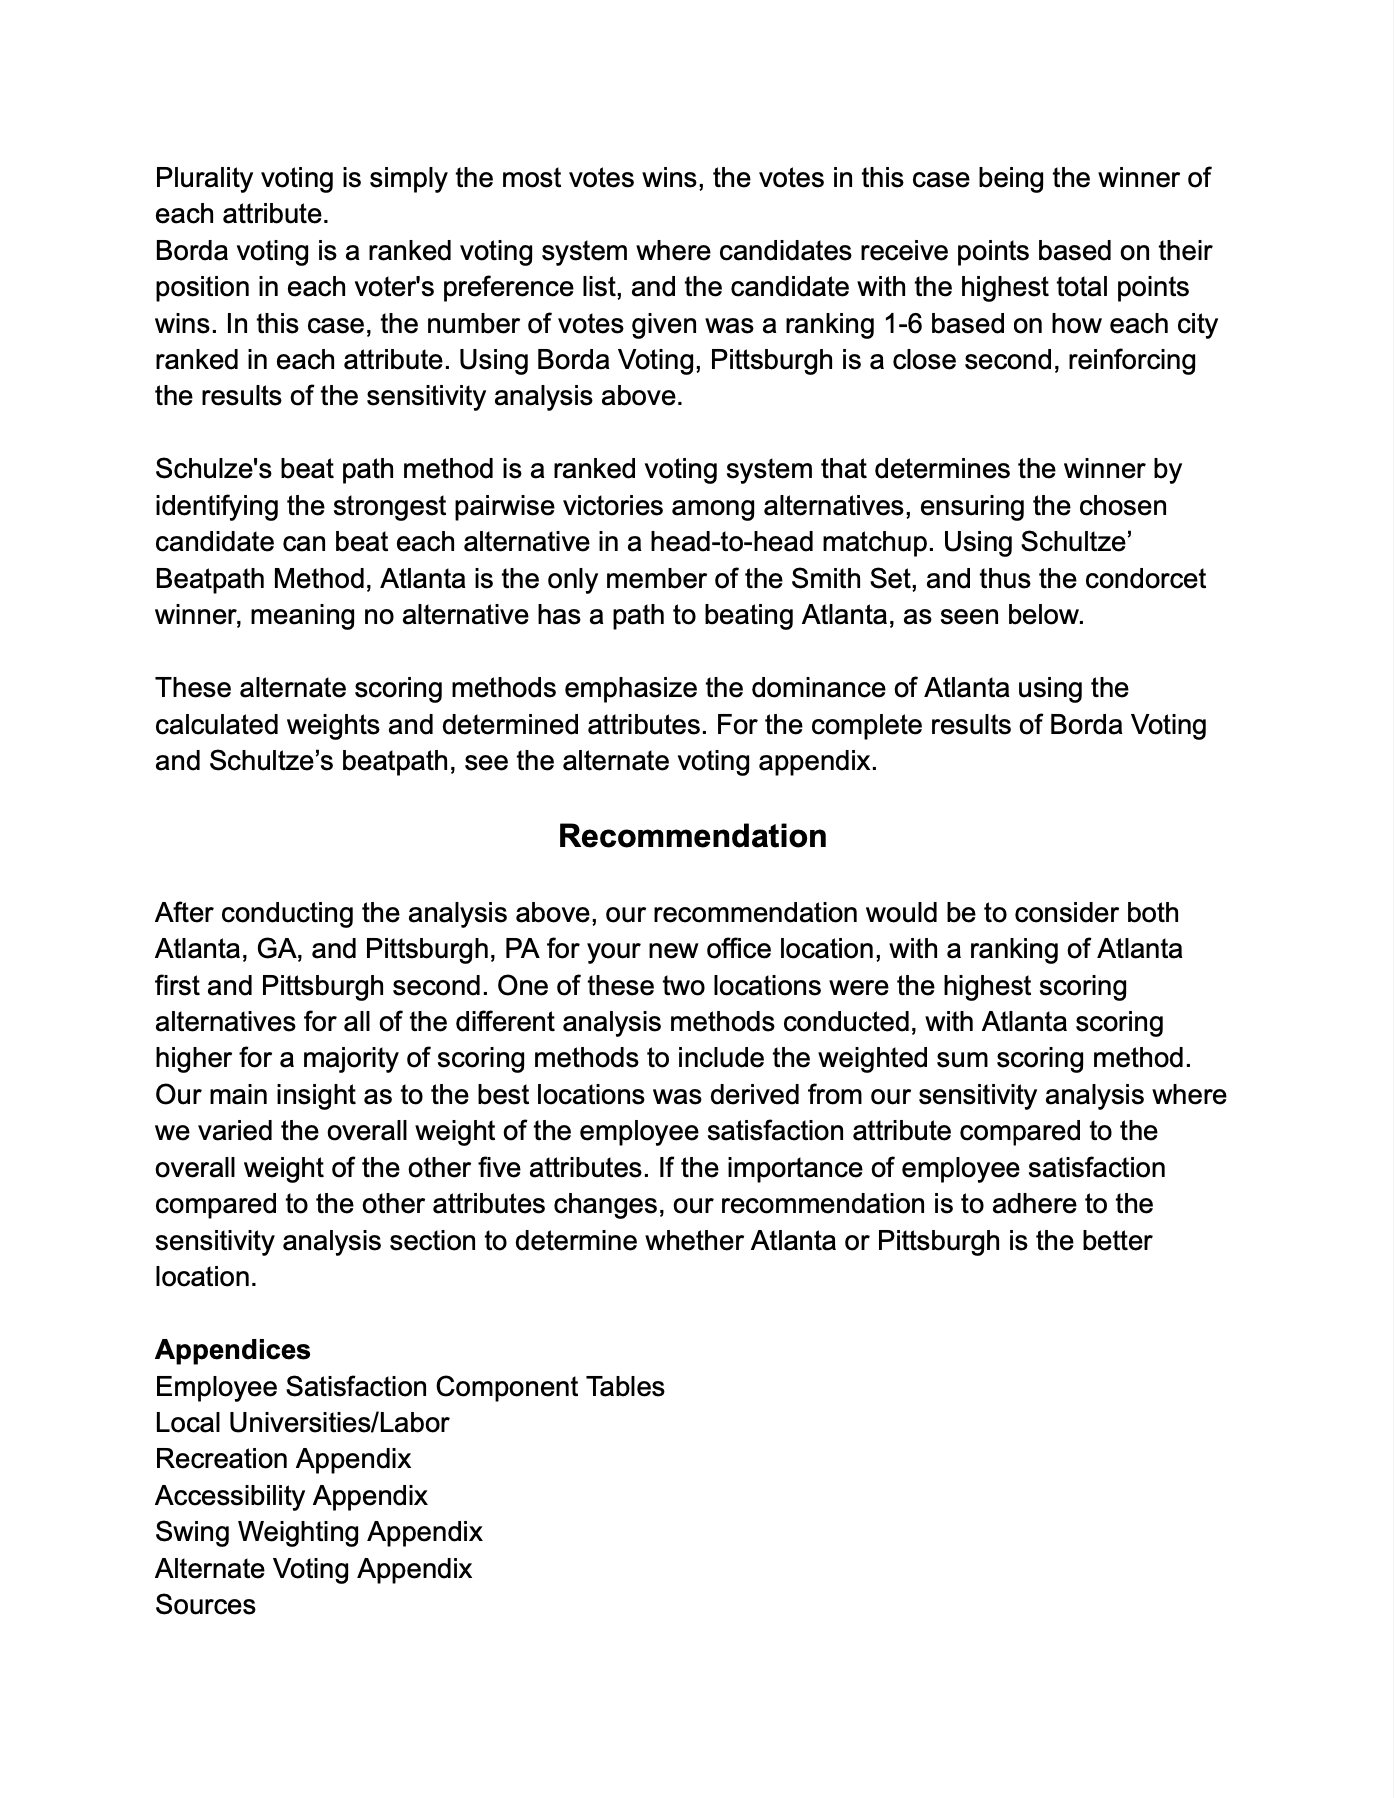 Plurality voting is simply the most votes wins, the votes in this case being the winner of
each attribute.
Borda voting is a ranked voting system where candidates receive points based on their
position in each voter's preference list, and the candidate with the highest total points
wins. In this case, the number of votes given was a ranking 1-6 based on how each city
ranked in each attribute. Using Borda Voting, Pittsburgh is a close second, reinforcing
the results of the sensitivity analysis above.
Schulze's beat path method is a ranked voting system that determines the winner by
identifying the strongest pairwise victories among alternatives, ensuring the chosen
candidate can beat each alternative in a head-to-head matchup. Using Schultze’
Beatpath Method, Atlanta is the only member of the Smith Set, and thus the condorcet
winner, meaning no alternative has a path to beating Atlanta, as seen below.
These alternate scoring methods emphasize the dominance of Atlanta using the
calculated weights and determined attributes. For the complete results of Borda Voting
and Schultze’s beatpath, see the alternate voting appendix.
Recommendation
After conducting the analysis above, our recommendation would be to consider both
Atlanta, GA, and Pittsburgh, PA for your new office location, with a ranking of Atlanta
first and Pittsburgh second. One of these two locations were the highest scoring
alternatives for all of the different analysis methods conducted, with Atlanta scoring
higher for a majority of scoring methods to include the weighted sum scoring method.
Our main insight as to the best locations was derived from our sensitivity analysis where
we varied the overall weight of the employee satisfaction attribute compared to the
overall weight of the other five attributes. If the importance of employee satisfaction
compared to the other attributes changes, our recommendation is to adhere to the
sensitivity analysis section to determine whether Atlanta or Pittsburgh is the better
location.
Appendices
Employee Satisfaction Component Tables
Local Universities/Labor
Recreation Appendix
Accessibility Appendix
Swing Weighting Appendix
Alternate Voting Appendix
Sources